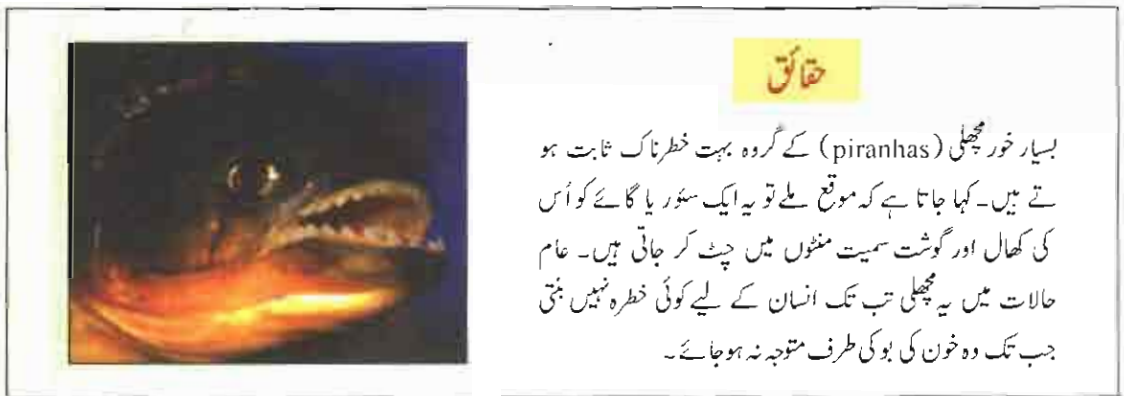 حقائق
بسیار خور مچھلی (piranhas) کے گروہ بہت خطرناک ثابت ہو
تے ہیں۔ کہا جاتا ہے کہ موقع ملے تو یہ ایک سئور یا گائے کو اُس
کی کھال اور گوشت سمیت منٹوں میں چٹ کر جاتی ہیں۔ عام
حالات میں یہ مچھلی تب تک انسان کے لیے کوئی خطرہ نہیں بنتی
جب تک وہ خون کی بو کی طرف متوجہ نہ ہوجائے۔